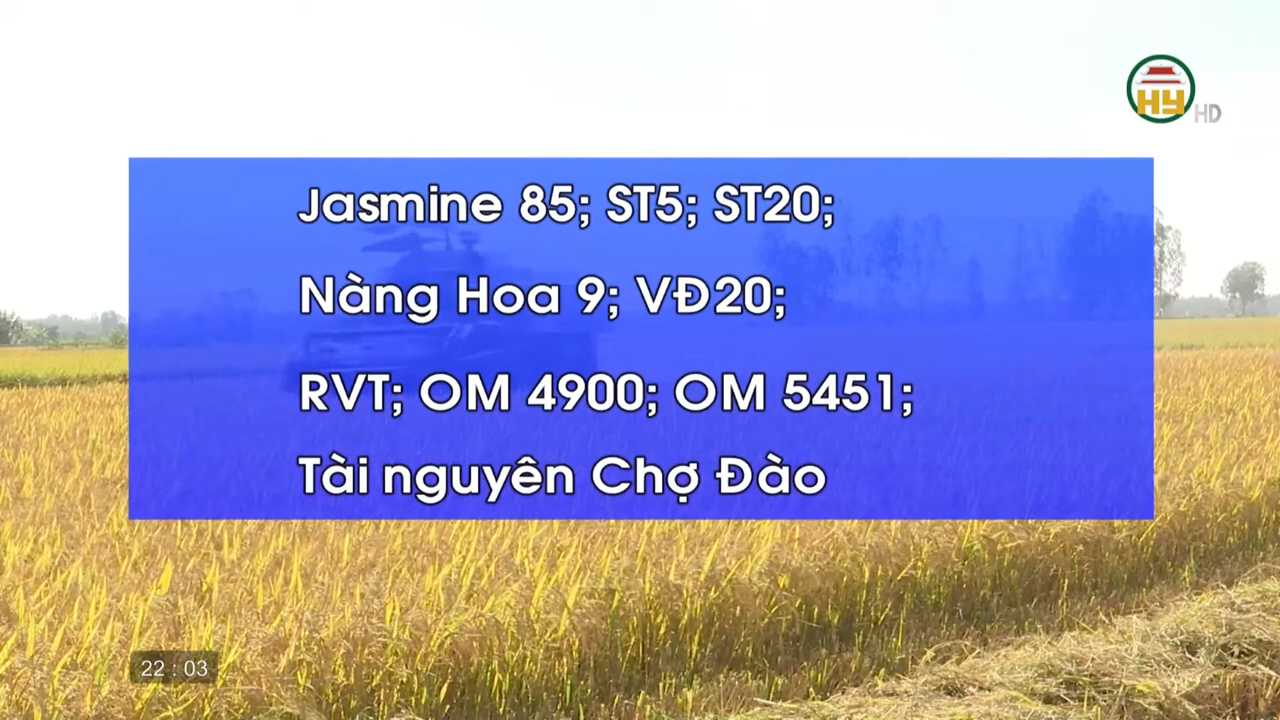 HY HD
Jasmine 85; ST5; ST20;
Nàng Hoa 9; VĐ20;
RVT; OM 4900; OM 5451;
Tài nguyên Chợ Đào
22 : 03